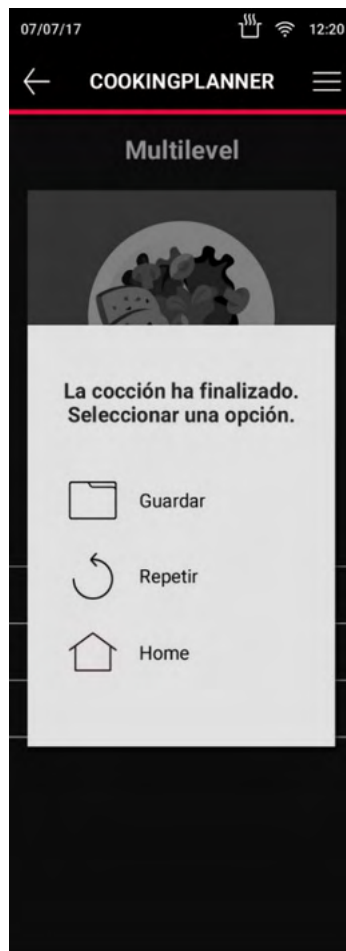 07/07/17 12:20
COOKINGPLANNER
Multilevel
La cocción ha finalizado.
Seleccionar una opción.
Guardar
Repetir
Home